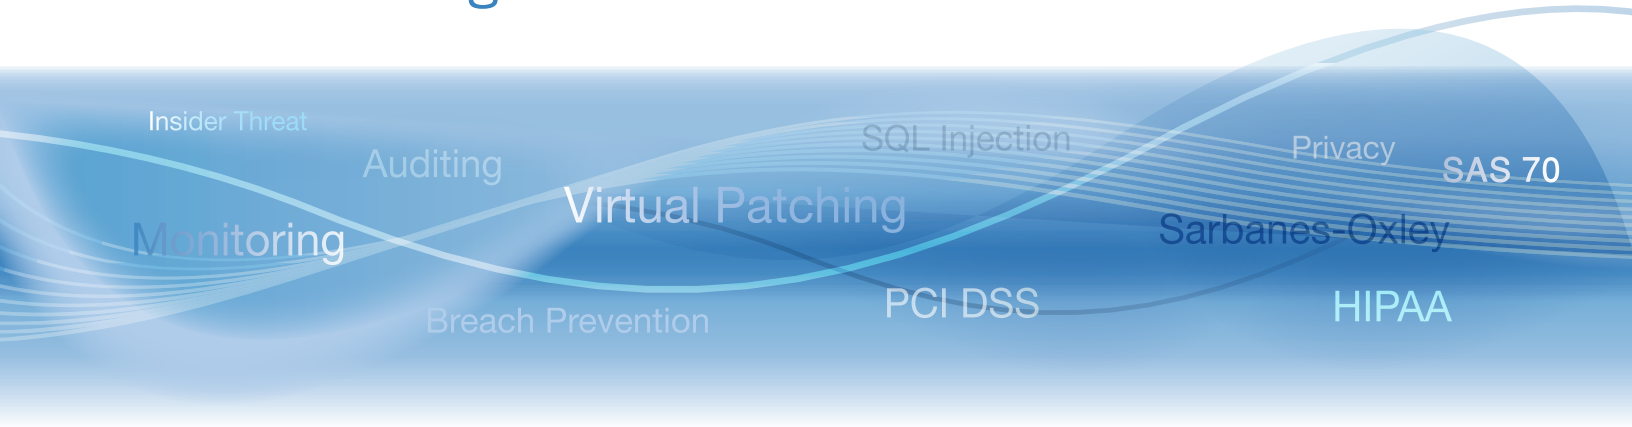 Insider Threat
Auditing
SQL Injection
Privacy
SAS 70
Virtual Patching
Monitoring
Sarbanes-Oxley
PCI DSS
HIPAA
Breach Prevention